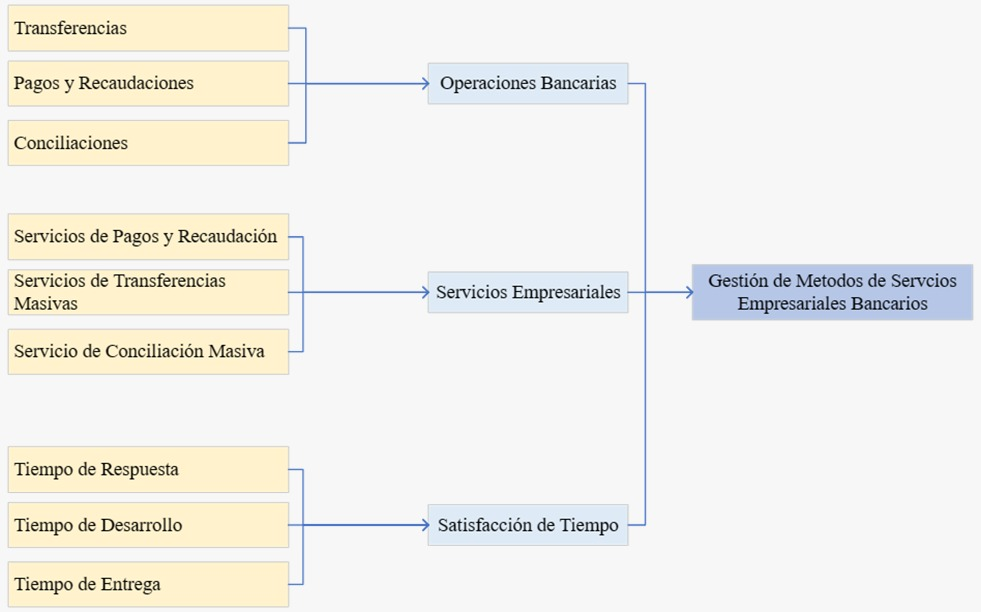 Transferencias
Pagos y Recaudaciones
Conciliaciones
Operaciones Bancarias
Servicios de Pagos y Recaudación
Servicios de Transferencias
Masivas
Servicio de Conciliación Masiva
Servicios Empresariales
Tiempo de Respuesta
Tiempo de Desarrollo
Tiempo de Entrega
Satisfacción de Tiempo
Gestión de Metodos de Servcios
Empresariales Bancarios